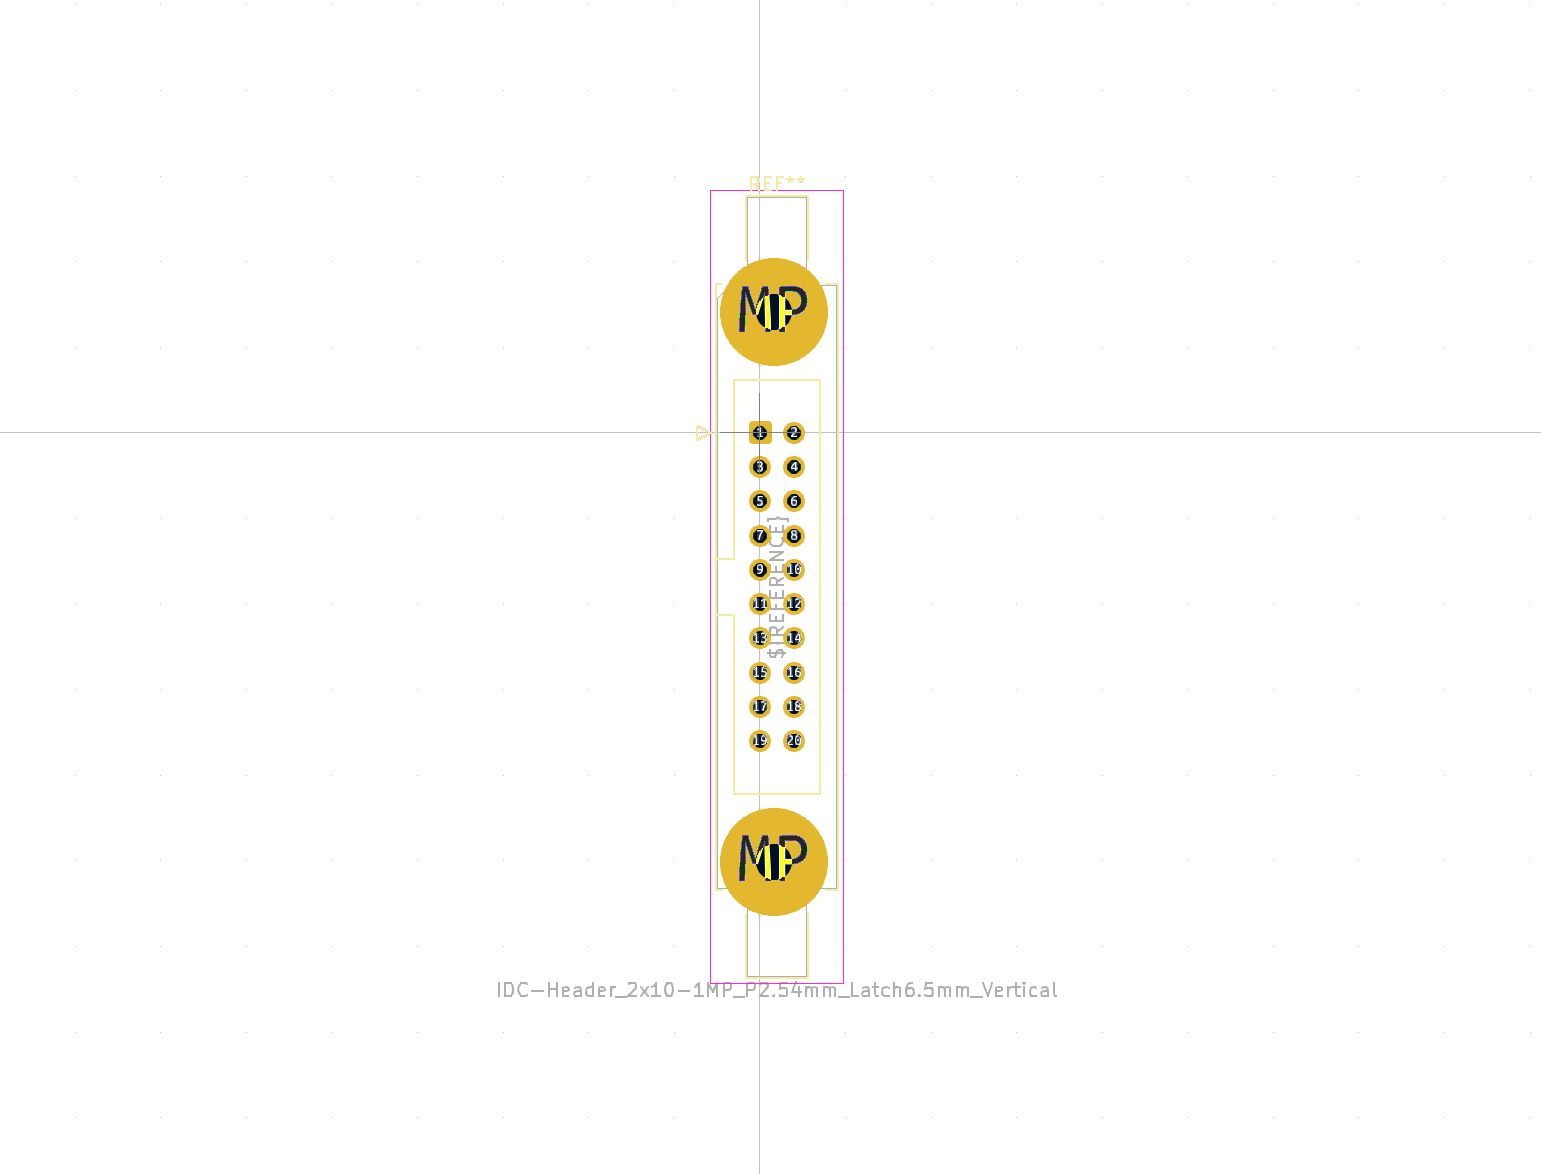 REF**
MP
1 2
3 4
5 6
7 8
9 10
11 12
13 14
15 16
17 18
19 20
${REFERENCE}
MP
IDC-Header_2x10-1MP_P2.54mm_Latch6.5mm_Vertical